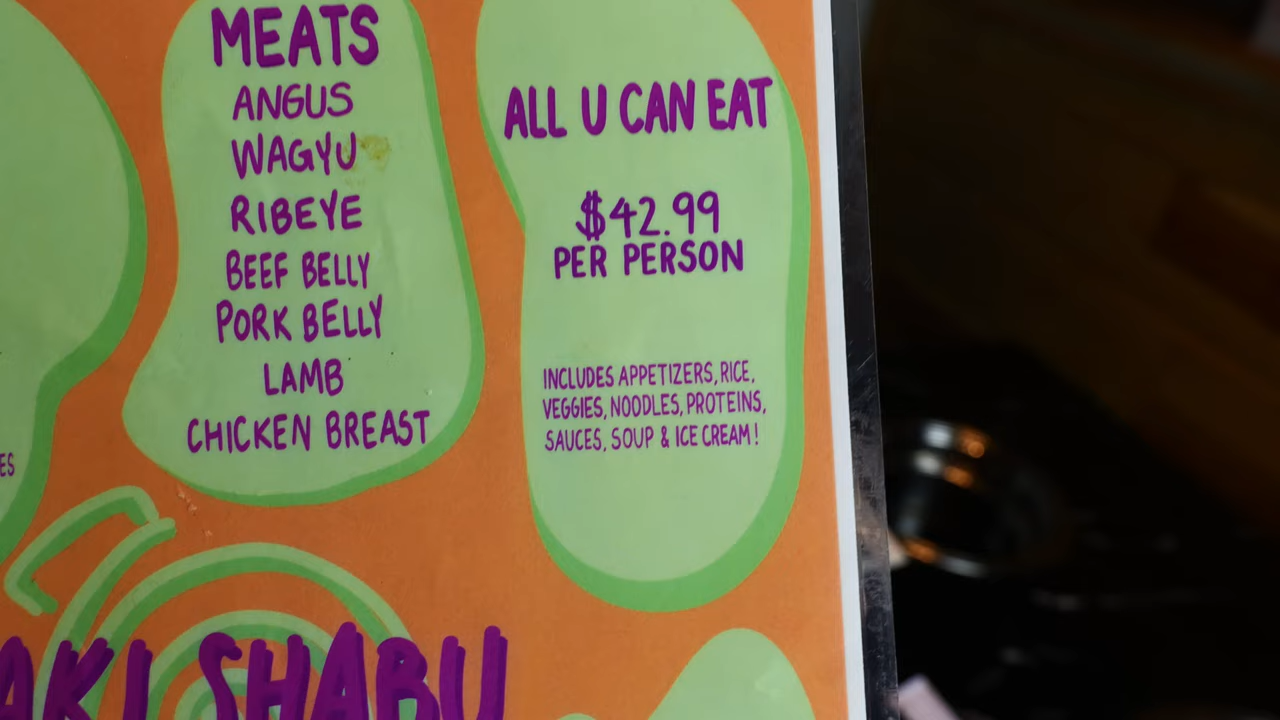 MEATS
ANGUS
WAGYU
RIBEYE
BEEF BELLY
PORK BELLY
LAMB
CHICKEN BREAST
ALL U CAN EAT
$42.99
PER PERSON
INCLUDES APPETIZERS, RICE,
VEGGIES, NOODLES, PROTEINS,
SAUCES, SOUP & ICE CREAM!
SHABU